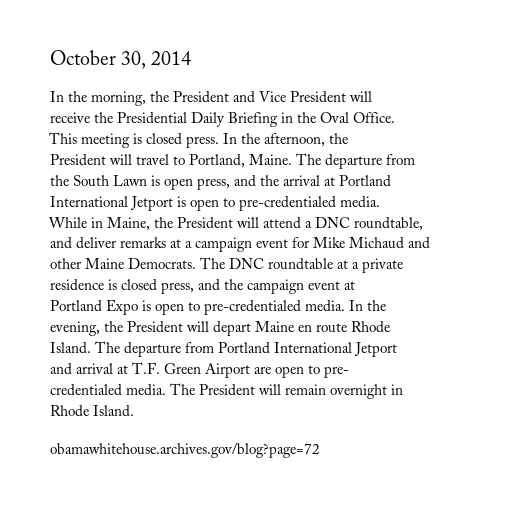 October 30, 2014
In the morning, the President and Vice President will
receive the Presidential Daily Briefing in the Oval Office.
This meeting is closed press. In the afternoon, the
President will travel to Portland, Maine. The departure from
the South Lawn is open press, and the arrival at Portland
International Jetport is open to pre-credentialed media.
While in Maine, the President will attend a DNC roundtable,
and deliver remarks at a campaign event for Mike Michaud and
other Maine Democrats. The DNC roundtable at a private
residence is closed press, and the campaign event at
Portland Expo is open to pre-credentialed media. In the
evening, the President will depart Maine en route Rhode
Island. The departure from Portland International Jetport
and arrival at T.F. Green Airport are open to pre-
credentialed media. The President will remain overnight in
Rhode Island.
obamawhitehouse.archives.gov/blog?page=72